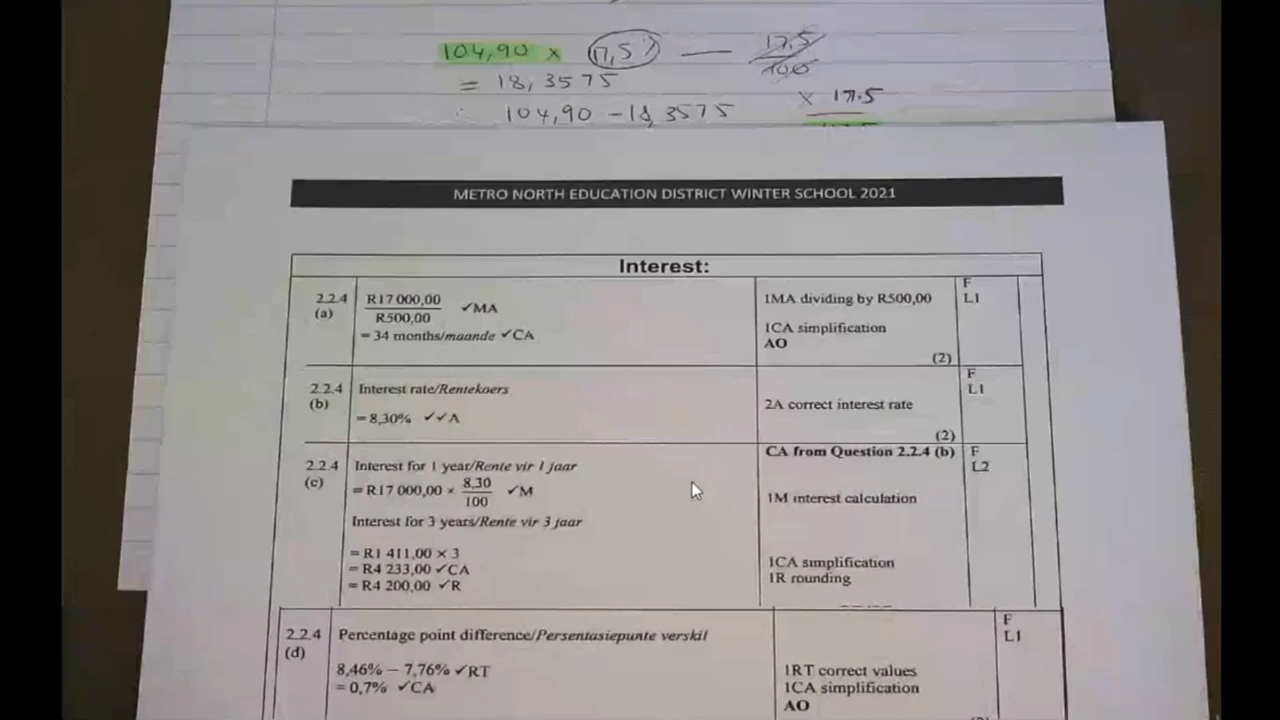 104,90 × 17,5% — 17,5/100
= 18,3575 × 17.5
∴ 104,90 - 18,3575
METRO NORTH EDUCATION DISTRICT WINTER SCHOOL 2021
Interest:
2.2.4 (a)
R17 000,00 / R500,00 ✓MA
= 34 months/maande ✓CA
1MA dividing by R500,00
1CA simplification
AO
(2)
F
L1
2.2.4 (b)
Interest rate/Rentekoers
= 8,30% ✓✓A
2A correct interest rate
(2)
F
L1
2.2.4 (c)
Interest for 1 year/Rente vir 1 jaar
= R17 000,00 × 8,30/100 ✓M
Interest for 3 years/Rente vir 3 jaar
= R1 411,00 × 3
= R4 233,00 ✓CA
= R4 200,00 ✓R
CA from Question 2.2.4 (b)
1M interest calculation
1CA simplification
1R rounding
F
L2
2.2.4 (d)
Percentage point difference/Persentasiepunte verskil
8,46% – 7,76% ✓RT
= 0,7% ✓CA
1RT correct values
1CA simplification
AO
F
L1